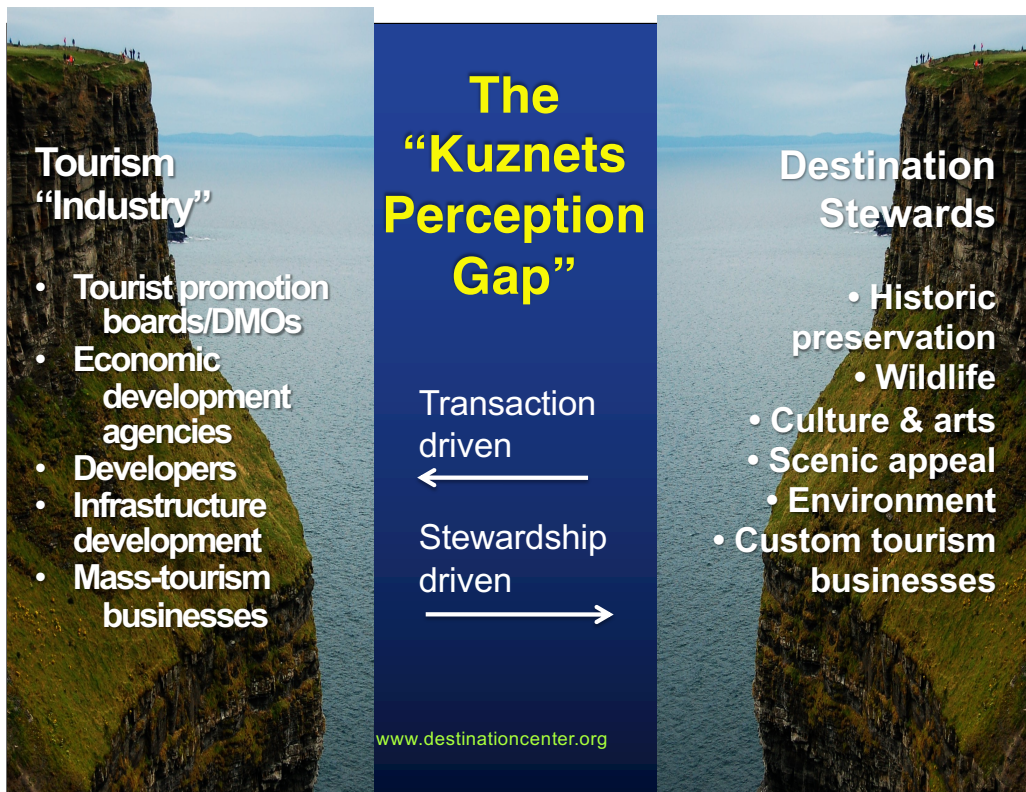 Tourism
“Industry”
• Tourist promotion
boards/DMOs
• Economic
development
agencies
• Developers
• Infrastructure
development
• Mass-tourism
businesses
The
“Kuznets
Perception
Gap”
Transaction
driven
Stewardship
driven
www.destinationcenter.org
Destination
Stewards
• Historic
preservation
• Wildlife
• Culture & arts
• Scenic appeal
• Environment
• Custom tourism
businesses